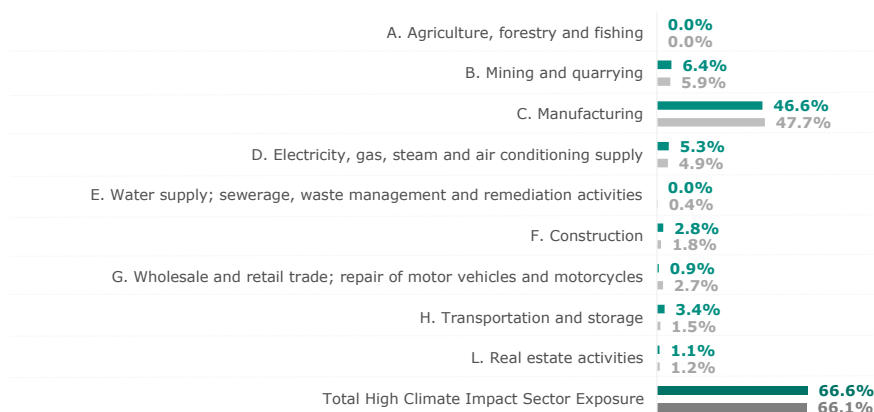 A. Agriculture, forestry and fishing
0.0%
0.0%
B. Mining and quarrying
6.4%
5.9%
C. Manufacturing
46.6%
47.7%
D. Electricity, gas, steam and air conditioning supply
5.3%
4.9%
E. Water supply; sewerage, waste management and remediation activities
0.0%
0.4%
F. Construction
2.8%
1.8%
G. Wholesale and retail trade; repair of motor vehicles and motorcycles
0.9%
2.7%
H. Transportation and storage
3.4%
1.5%
L. Real estate activities
1.1%
1.2%
Total High Climate Impact Sector Exposure
66.6%
66.1%